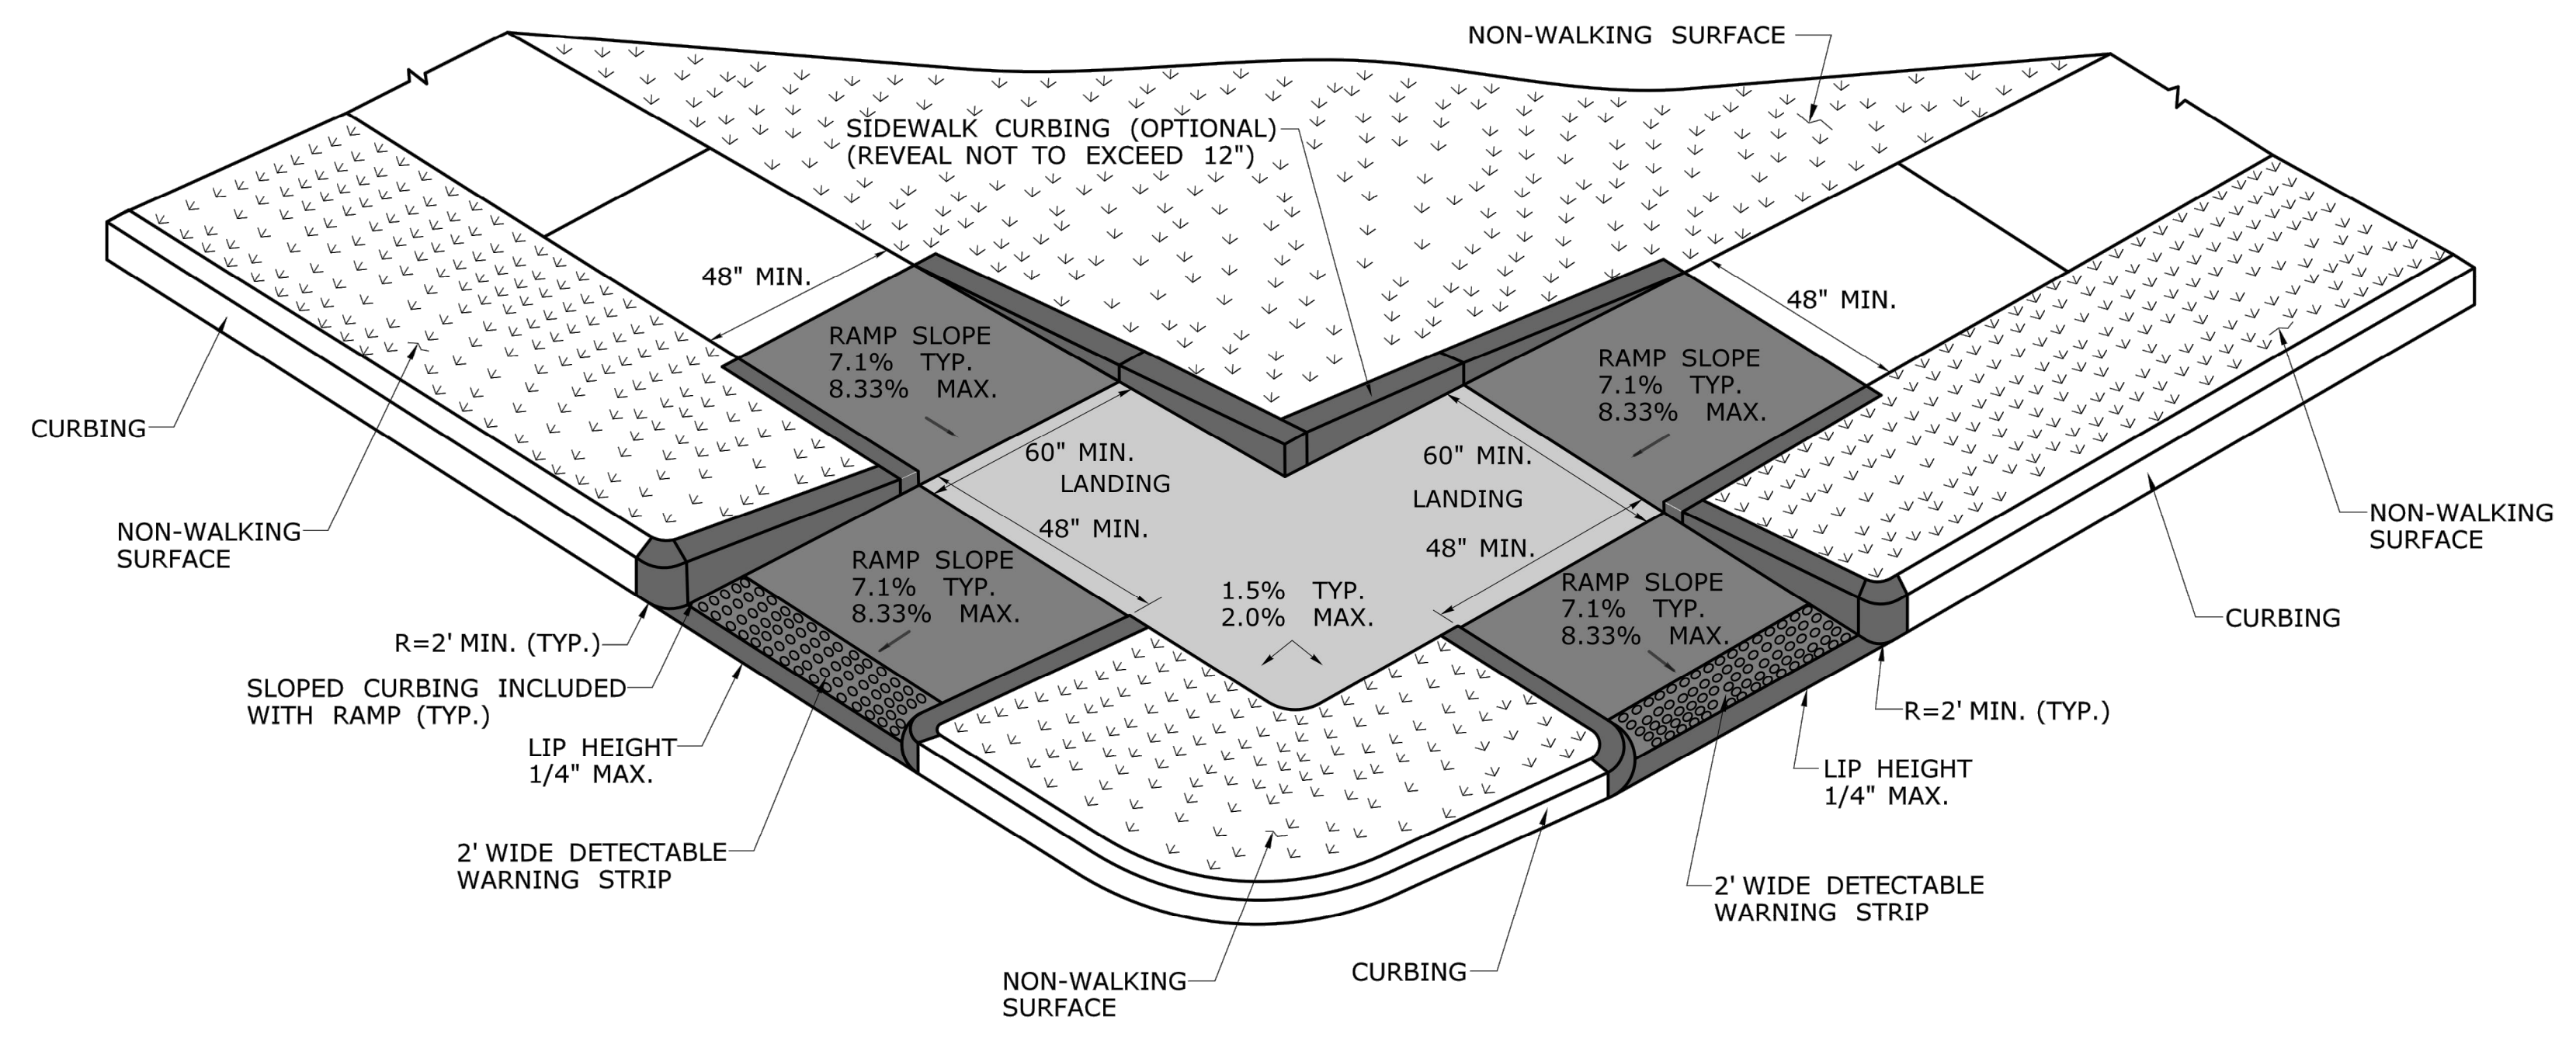 NON-WALKING SURFACE
SIDEWALK CURBING (OPTIONAL)
(REVEAL NOT TO EXCEED 12")
48" MIN.
48" MIN.
RAMP SLOPE
7.1% TYP.
8.33% MAX.
RAMP SLOPE
7.1% TYP.
8.33% MAX.
CURBING
60" MIN.
LANDING
48" MIN.
60" MIN.
LANDING
48" MIN.
NON-WALKING
SURFACE
NON-WALKING
SURFACE
RAMP SLOPE
7.1% TYP.
8.33% MAX.
1.5% TYP.
2.0% MAX.
RAMP SLOPE
7.1% TYP.
8.33% MAX.
CURBING
R=2' MIN. (TYP.)
SLOPED CURBING INCLUDED
WITH RAMP (TYP.)
R=2' MIN. (TYP.)
LIP HEIGHT
1/4" MAX.
LIP HEIGHT
1/4" MAX.
2' WIDE DETECTABLE
WARNING STRIP
2' WIDE DETECTABLE
WARNING STRIP
NON-WALKING
SURFACE
CURBING